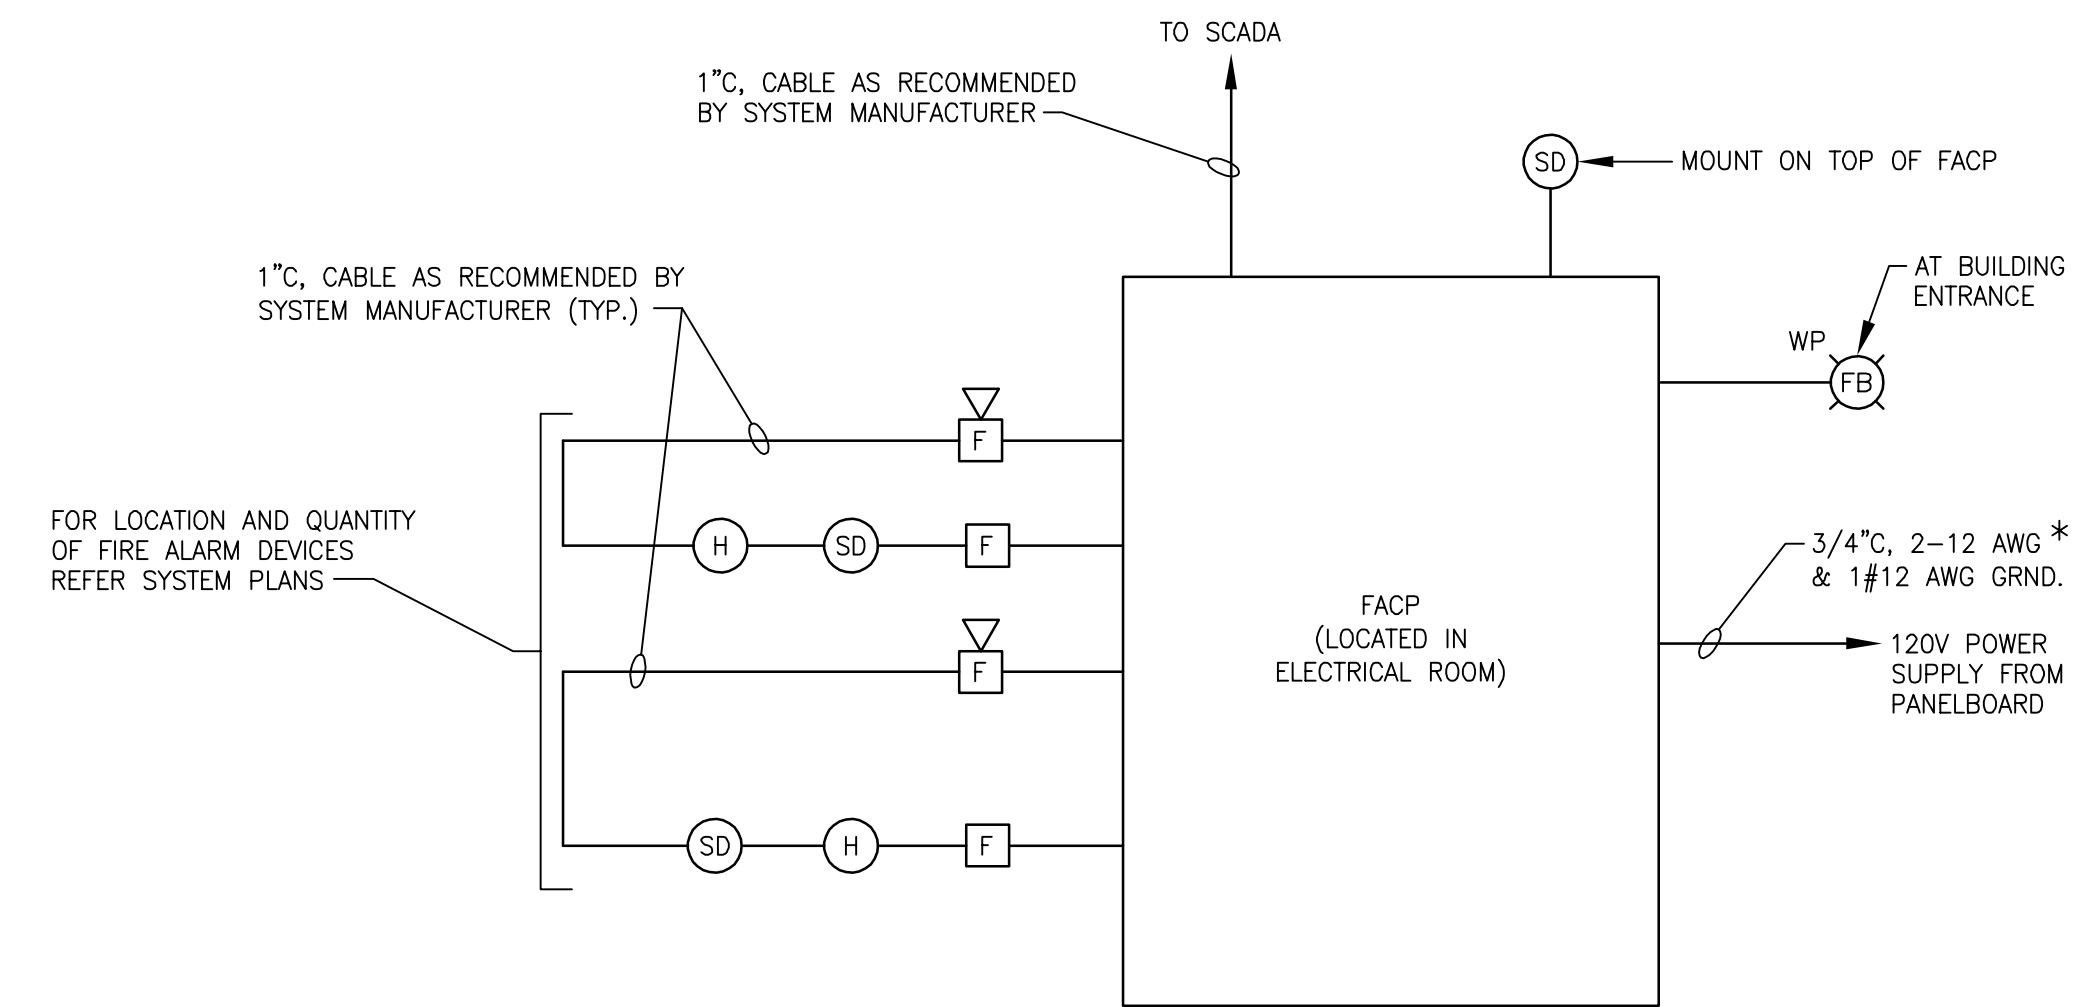 TO SCADA
1"C, CABLE AS RECOMMENDED
BY SYSTEM MANUFACTURER
SD
MOUNT ON TOP OF FACP
1"C, CABLE AS RECOMMENDED BY
SYSTEM MANUFACTURER (TYP.)
AT BUILDING
ENTRANCE
WP
FB
F
H
SD
F
FOR LOCATION AND QUANTITY
OF FIRE ALARM DEVICES
REFER SYSTEM PLANS
FACP
(LOCATED IN
ELECTRICAL ROOM)
3/4"C, 2-12 AWG *
& 1#12 AWG GRND.
120V POWER
SUPPLY FROM
PANELBOARD
F
SD
H
F